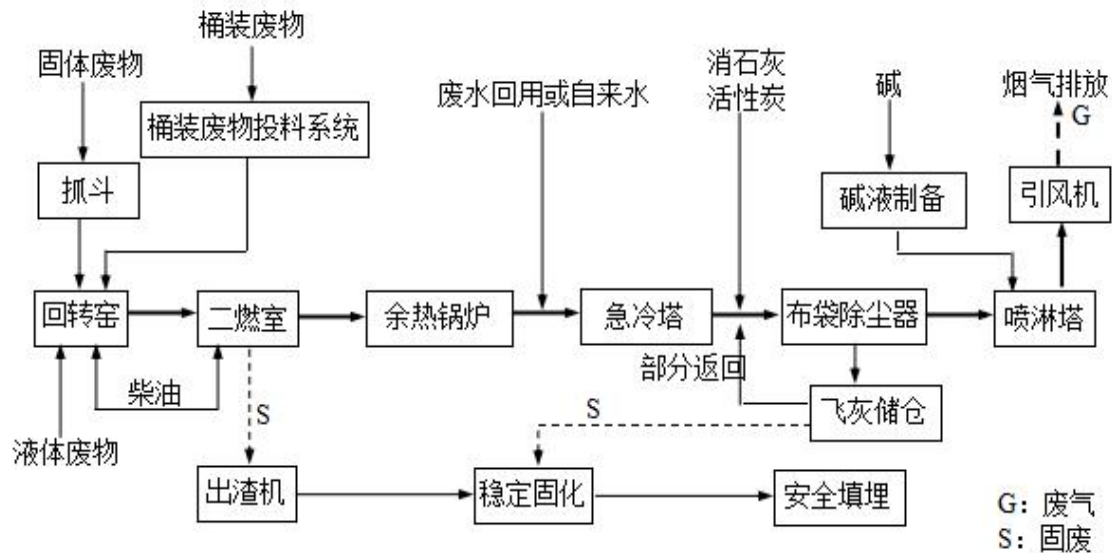 桶装废物
固体废物
桶装废物投料系统
抓斗
废水回用或自来水
消石灰
活性炭
碱
碱液制备
烟气排放
G
引风机
回转窑
二燃室
余热锅炉
急冷塔
布袋除尘器
喷淋塔
柴油
液体废物
S
部分返回
飞灰储仓
S
出渣机
稳定固化
安全填埋
G：废气
S：固废